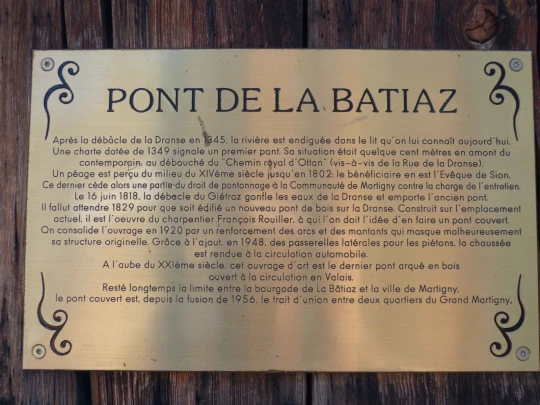 PONT DE LA BATIAZ
Après la débâcle de la Dranse en 1345, la rivière est endiguée dans le lit qu'on lui connaît aujourd'hui.
Une charte datée de 1349 signale un premier pont. Sa situation était quelque cent mètres en amont du
contemporain, au débouché du "Chemin royal d'Ottan" (vis-à-vis de la Rue de la Dranse).
Un péage est perçu du milieu du XIVème siècle jusqu'en 1802; le bénéficiaire en est l'Evêque de Sion.
Ce dernier cède alors une partie du droit de pontonnage à la Communauté de Martigny contre la charge de l'entretien.
Le 16 juin 1818, la débâcle du Giétroz gonfle les eaux de la Dranse et emporte l'ancien pont.
Il fallut attendre 1829 pour que soit édifié un nouveau pont de bois sur la Dranse. Construit sur l'emplacement
actuel, il est l'oeuvre du charpentier François Rouiller, à qui l'on doit l'idée d'en faire un pont couvert.
On consolide l'ouvrage en 1920 par un renforcement des arcs et des montants qui masque malheureusement
sa structure originelle. Grâce à l'ajout, en 1948, des passerelles latérales pour les piétons, la chaussée
est rendue à la circulation automobile.
A l'aube du XXIème siècle, cet ouvrage d'art est le dernier pont arqué en bois
ouvert à la circulation en Valais.
Resté longtemps la limite entre la bourgade de La Bâtiaz et la ville de Martigny,
le pont couvert est, depuis la fusion de 1956, le trait d'union entre deux quartiers du Grand Martigny.